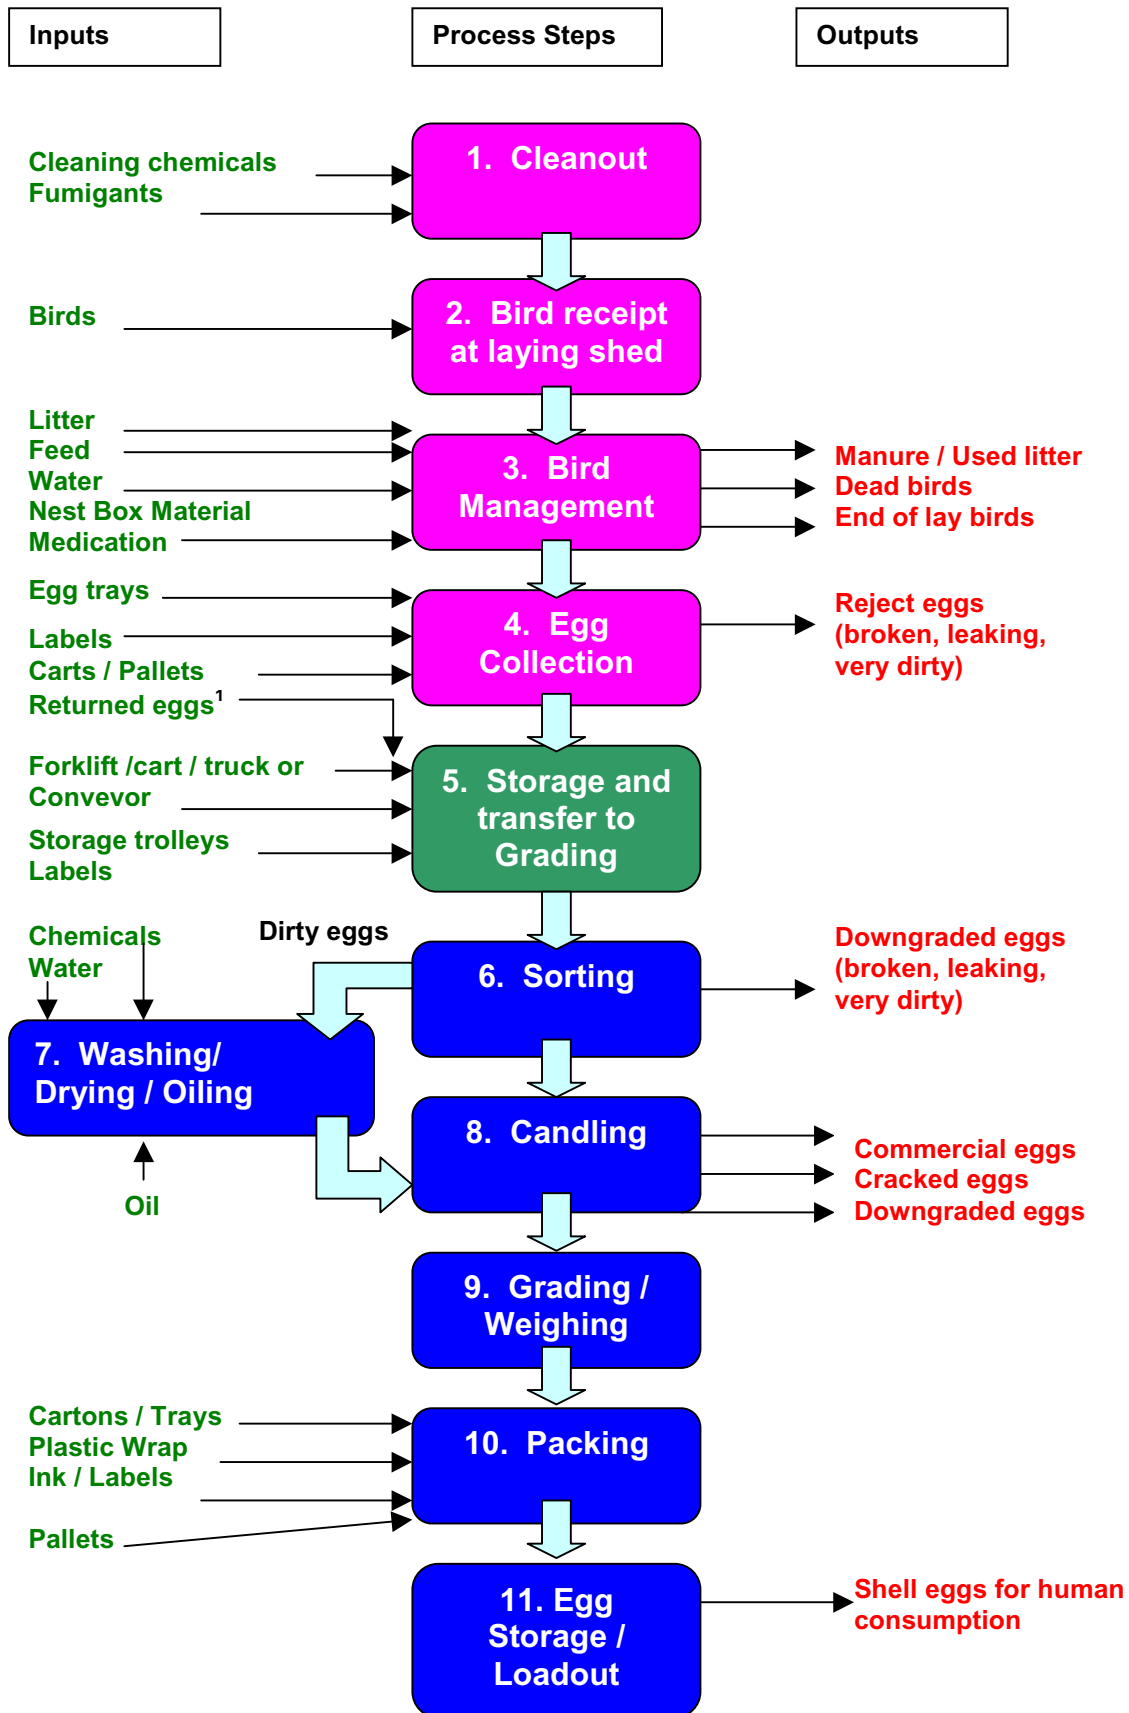 Inputs
Process Steps
Outputs
Cleaning chemicals
Fumigants
1. Cleanout
Birds
2. Bird receipt
at laying shed
Litter
Feed
Water
Nest Box Material
Medication
3. Bird
Management
Manure / Used litter
Dead birds
End of lay birds
Egg trays
Labels
Carts / Pallets
Returned eggs¹
4. Egg
Collection
Reject eggs
(broken, leaking,
very dirty)
Forklift /cart / truck or
Convevor
Storage trolleys
Labels
5. Storage and
transfer to
Grading
Chemicals
Water
Dirty eggs
6. Sorting
Downgraded eggs
(broken, leaking,
very dirty)
7. Washing/
Drying / Oiling
Oil
8. Candling
Commercial eggs
Cracked eggs
Downgraded eggs
9. Grading /
Weighing
Cartons / Trays
Plastic Wrap
Ink / Labels
Pallets
10. Packing
11. Egg
Storage /
Loadout
Shell eggs for human
consumption